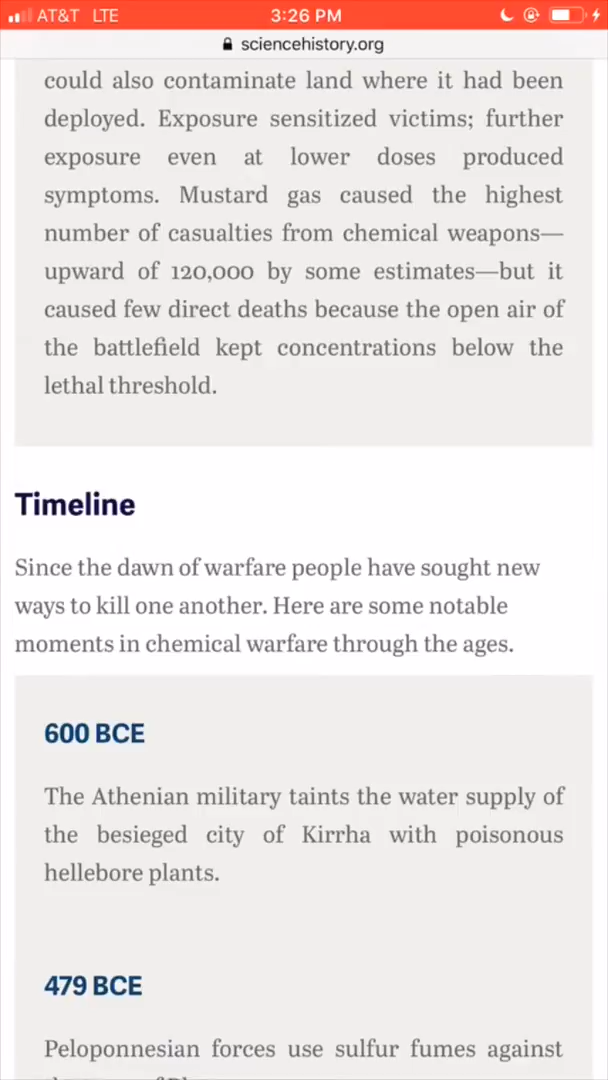 AT&T LTE 3:26 PM
sciencehistory.org
could also contaminate land where it had been
deployed. Exposure sensitized victims; further
exposure even at lower doses produced
symptoms. Mustard gas caused the highest
number of casualties from chemical weapons—
upward of 120,000 by some estimates—but it
caused few direct deaths because the open air of
the battlefield kept concentrations below the
lethal threshold.
Timeline
Since the dawn of warfare people have sought new
ways to kill one another. Here are some notable
moments in chemical warfare through the ages.
600 BCE
The Athenian military taints the water supply of
the besieged city of Kirrha with poisonous
hellebore plants.
479 BCE
Peloponnesian forces use sulfur fumes against